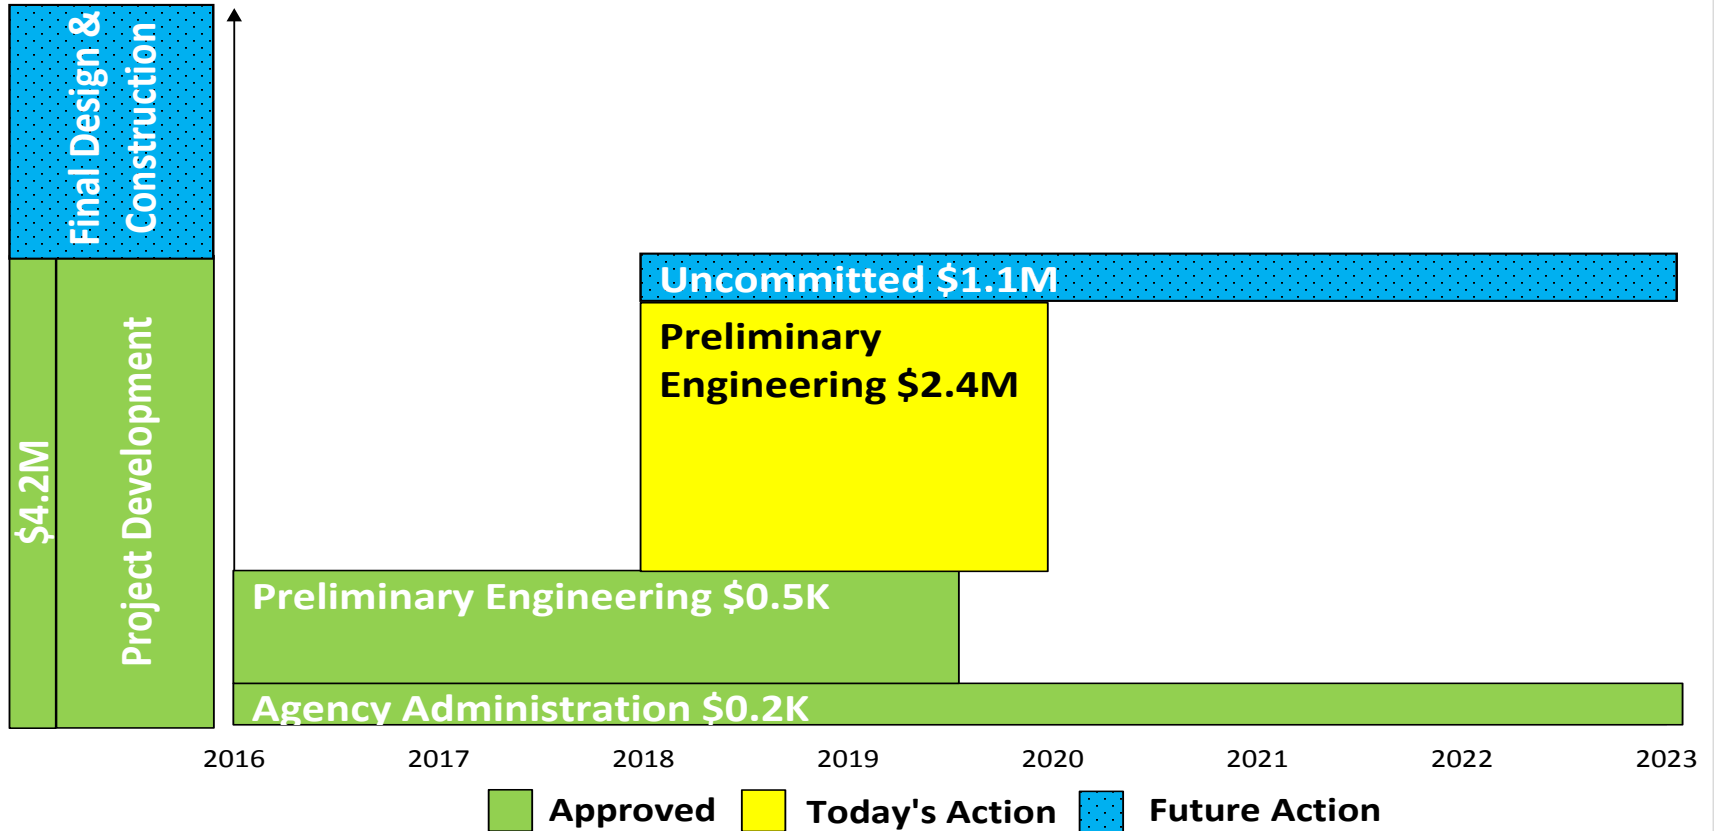 Final Design &
Construction
$4.2M
Project Development
Uncommitted $1.1M
Preliminary
Engineering $2.4M
Preliminary Engineering $0.5K
Agency Administration $0.2K
2016 2017 2018 2019 2020 2021 2022 2023
Approved Today's Action Future Action